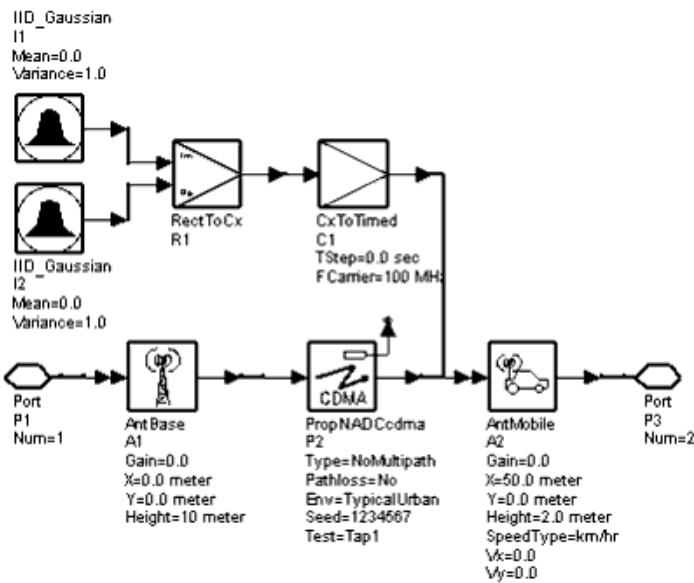 IID_Gaussian
I1
Mean=0.0
Variance=1.0
Im
Re
RectToCx
R1
CxToTimed
C1
TStep=0.0 sec
FCarrier=100 MHz
IID_Gaussian
I2
Mean=0.0
Variance=1.0
Port
P1
Num=1
AntBase
A1
Gain=0.0
X=0.0 meter
Y=0.0 meter
Height=10 meter
CDMA
PropNADCcdma
P2
Type=NoMultipath
Pathloss=No
Env=TypicalUrban
Seed=1234567
Test=Tap1
AntMobile
A2
Gain=0.0
X=50.0 meter
Y=0.0 meter
Height=2.0 meter
SpeedType=km/hr
Vx=0.0
Vy=0.0
Port
P3
Num=2